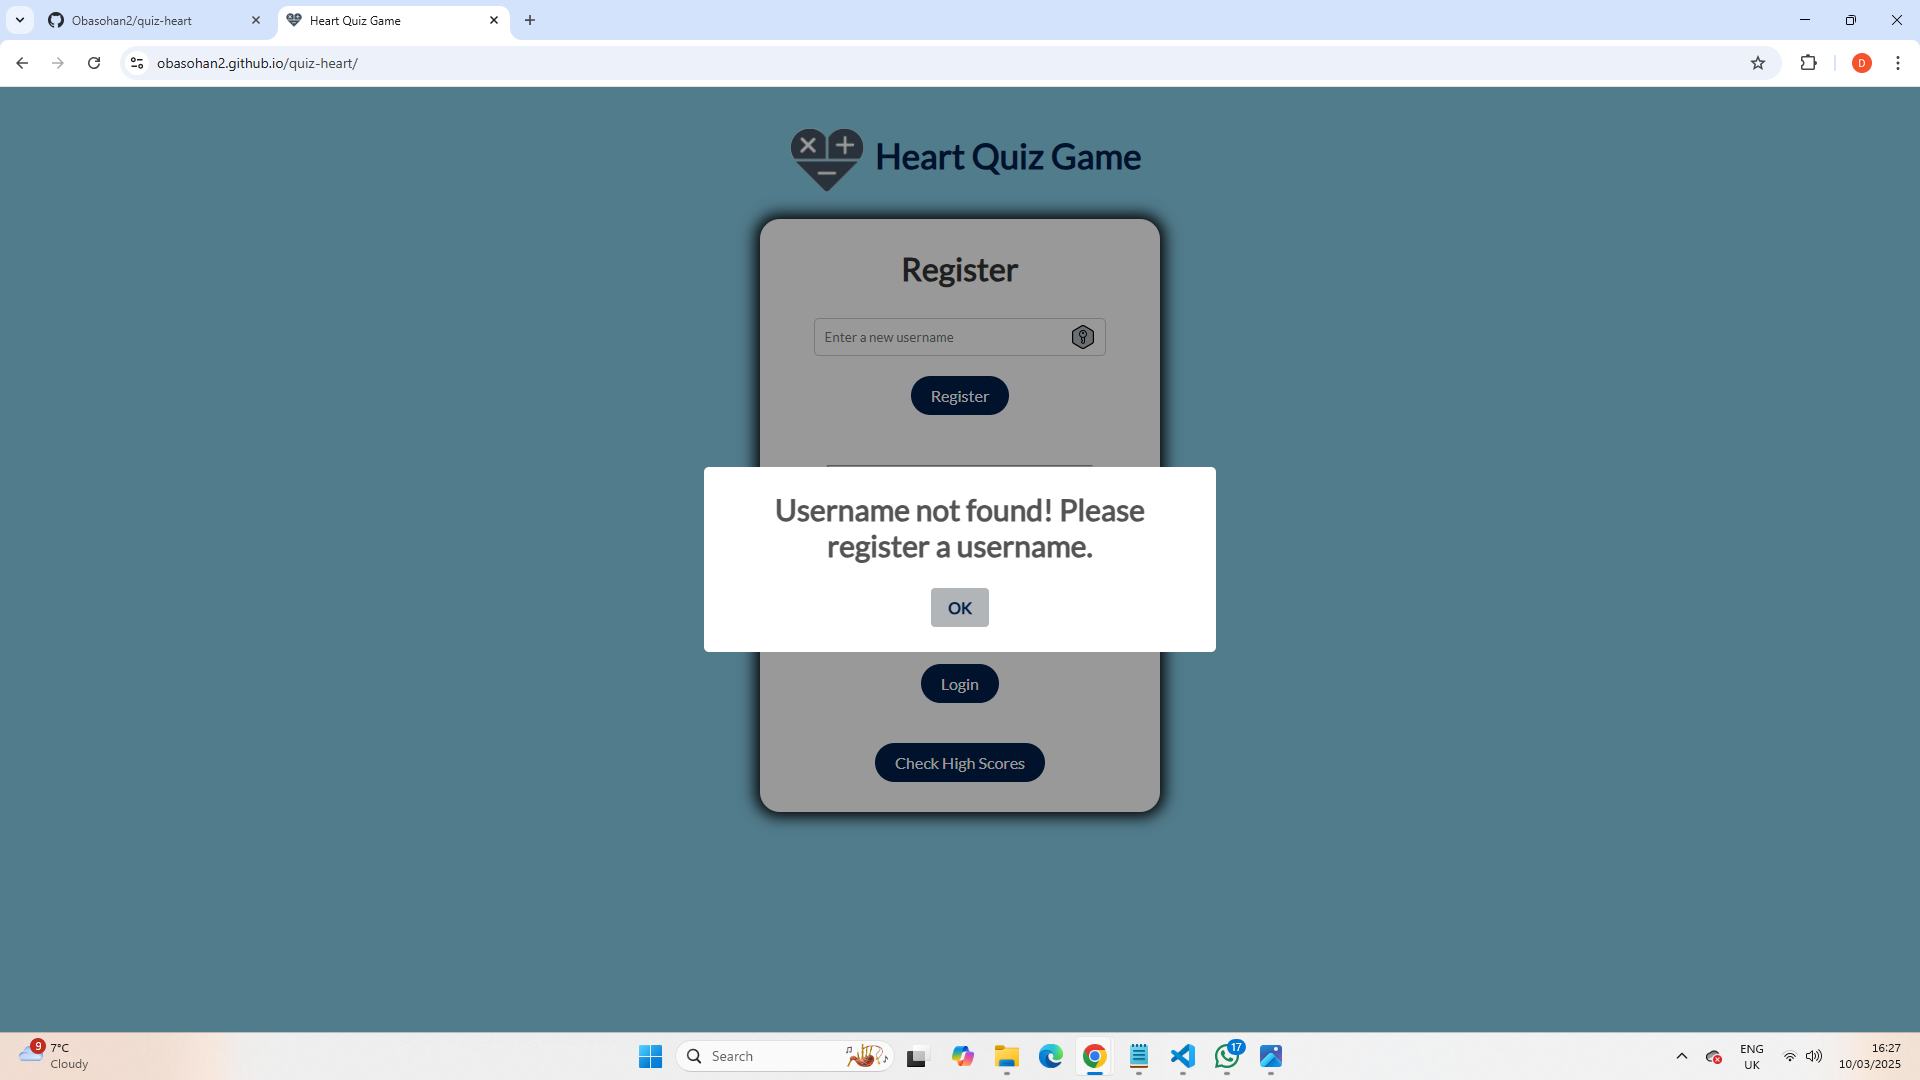 Obasohan2/quiz-heart
Heart Quiz Game
obasohan2.github.io/quiz-heart/
D
Heart Quiz Game
Register
Enter a new username
Register
Username not found! Please
register a username.
OK
Login
Check High Scores
9
7°C
Cloudy
Search
17
ENG
UK
16:27
10/03/2025